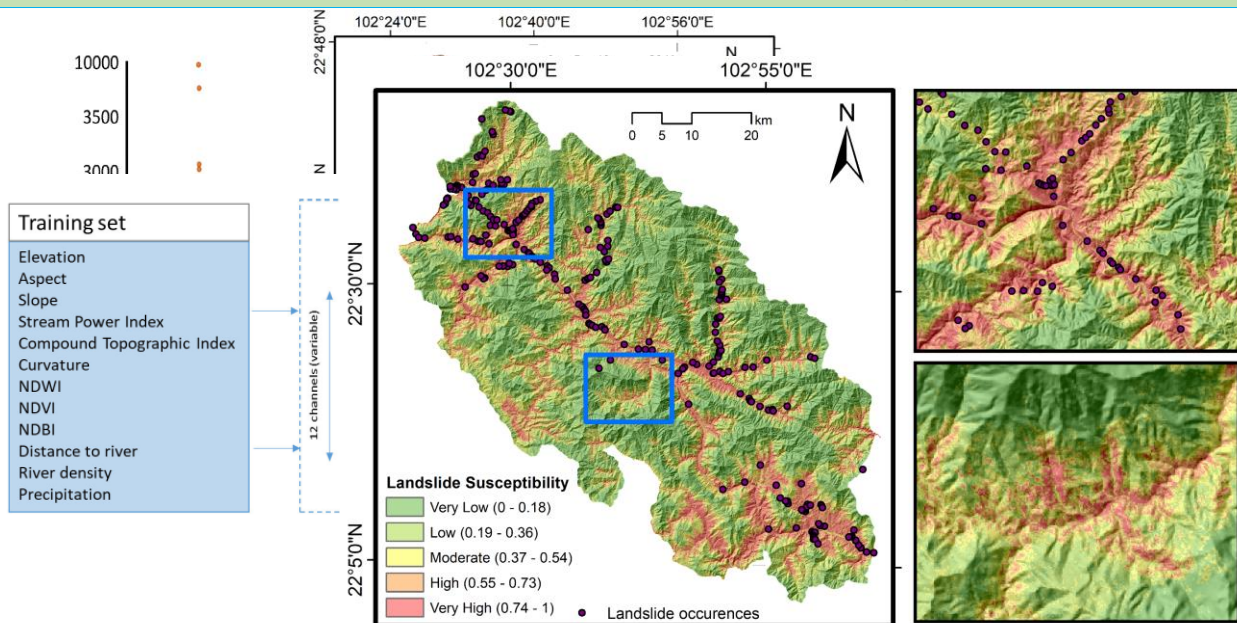 102°24'0"E
102°40'0"E
102°56'0"E
22°48'0"N
N
10000
3500
3000
N
102°30'0"E
102°55'0"E
km
0 5 10 20
N
22°30'0"N
22°5'0"N
Training set
Elevation
Aspect
Slope
Stream Power Index
Compound Topographic Index
Curvature
NDWI
NDVI
NDBI
Distance to river
River density
Precipitation
12 channels (variable)
Landslide Susceptibility
Very Low (0 - 0.18)
Low (0.19 - 0.36)
Moderate (0.37 - 0.54)
High (0.55 - 0.73)
Very High (0.74 - 1)
Landslide occurences